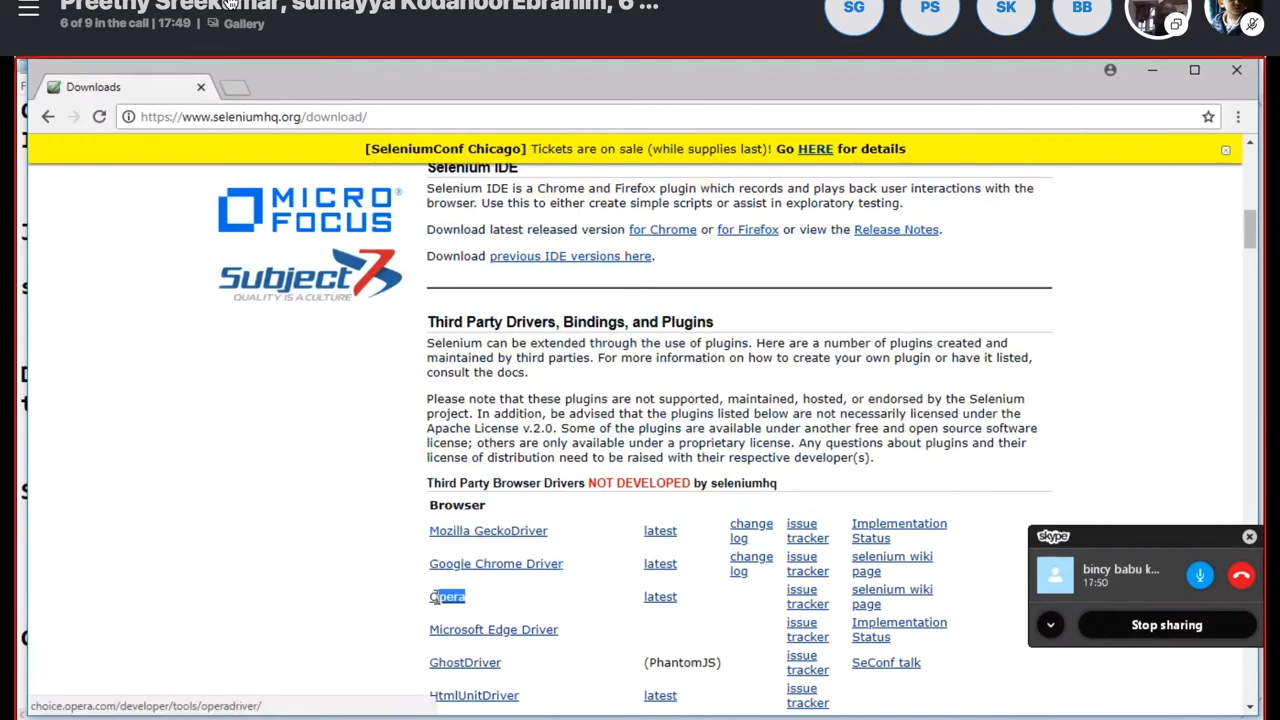 Preethy Sreekumar, sumayya KodanoorEbrahim, 6 ...
6 of 9 in the call | 17:49 | Gallery
SG PS SK BB
Downloads
https://www.seleniumhq.org/download/
[SeleniumConf Chicago] Tickets are on sale (while supplies last)! Go HERE for details
MICRO FOCUS
Subject7
QUALITY IS A CULTURE
Selenium IDE
Selenium IDE is a Chrome and Firefox plugin which records and plays back user interactions with the
browser. Use this to either create simple scripts or assist in exploratory testing.
Download latest released version for Chrome or for Firefox or view the Release Notes.
Download previous IDE versions here.
Third Party Drivers, Bindings, and Plugins
Selenium can be extended through the use of plugins. Here are a number of plugins created and
maintained by third parties. For more information on how to create your own plugin or have it listed,
consult the docs.
Please note that these plugins are not supported, maintained, hosted, or endorsed by the Selenium
project. In addition, be advised that the plugins listed below are not necessarily licensed under the
Apache License v.2.0. Some of the plugins are available under another free and open source software
license; others are only available under a proprietary license. Any questions about plugins and their
license of distribution need to be raised with their respective developer(s).
Third Party Browser Drivers NOT DEVELOPED by seleniumhq
Browser
Mozilla GeckoDriver latest change log issue tracker Implementation Status
Google Chrome Driver latest change log issue tracker selenium wiki page
Opera latest issue tracker selenium wiki page
Microsoft Edge Driver issue tracker Implementation Status
GhostDriver (PhantomJS) issue tracker SeConf talk
HtmlUnitDriver latest issue tracker
skype
bincy babu k...
17:50
Stop sharing
choice.opera.com/developer/tools/operadriver/